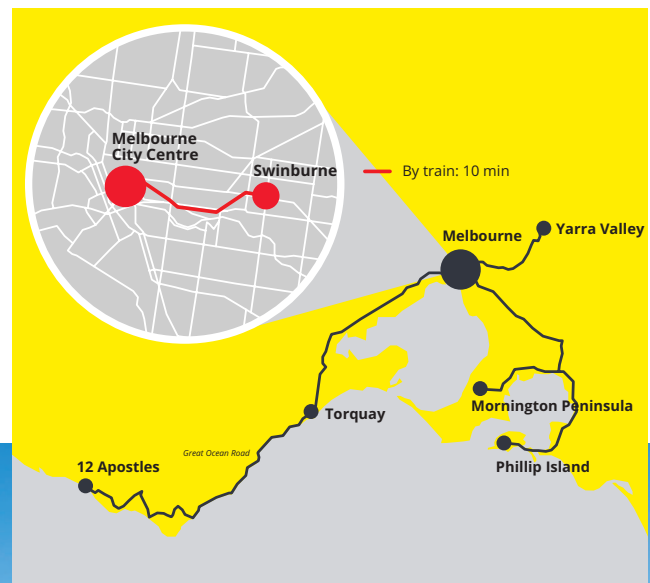 Melbourne
City Centre
Swinburne
By train: 10 min
Melbourne
Yarra Valley
Mornington Peninsula
Torquay
Great Ocean Road
12 Apostles
Phillip Island